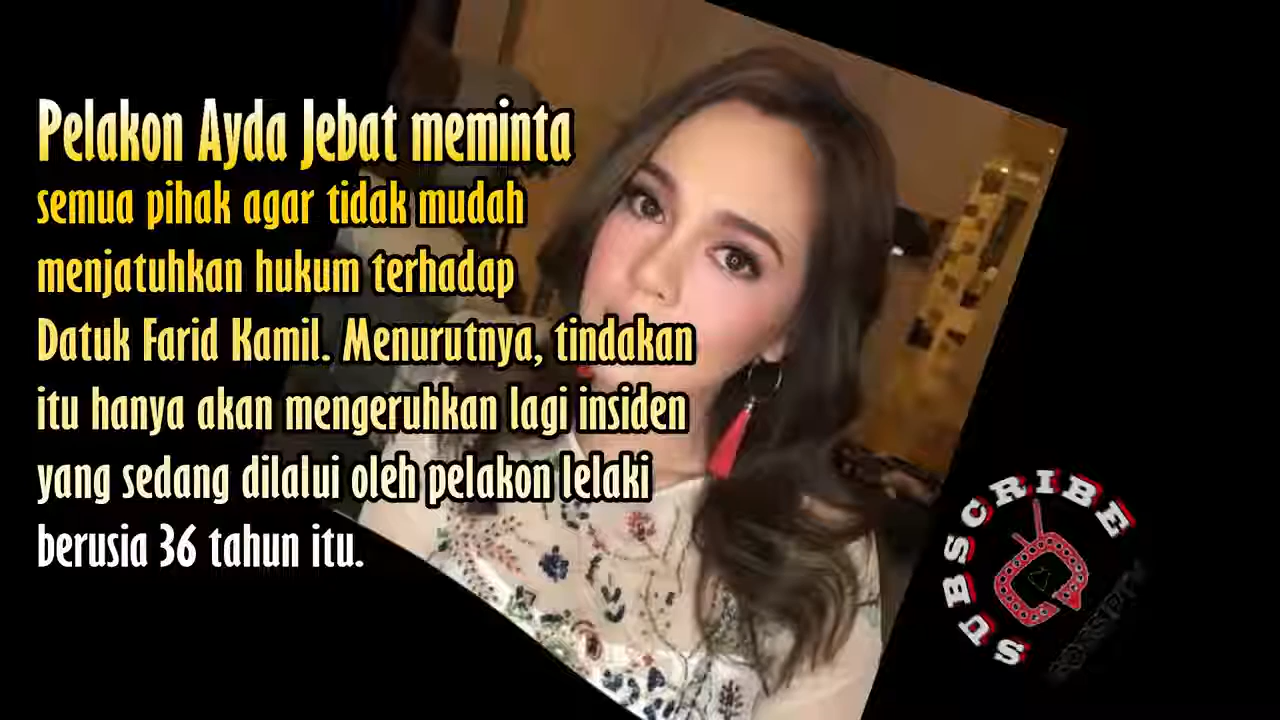 Pelakon Ayda Jebat meminta
semua pihak agar tidak mudah
menjatuhkan hukum terhadap
Datuk Farid Kamil. Menurutnya, tindakan
itu hanya akan mengeruhkan lagi insiden
yang sedang dilalui oleh pelakon lelaki
berusia 36 tahun itu.
SUBSCRIBE